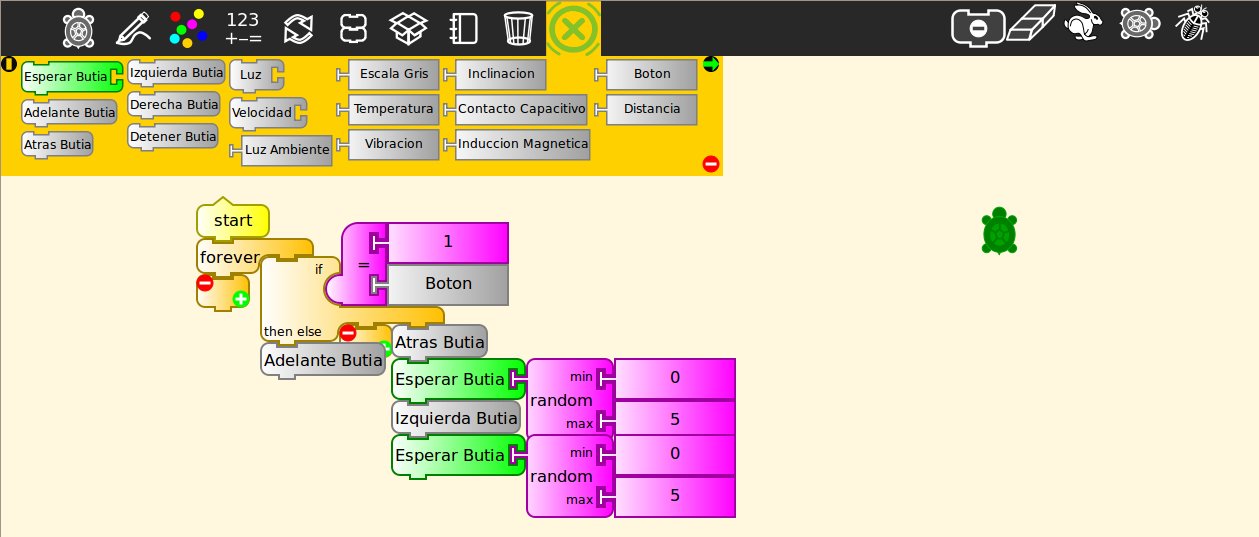 123
+−=
Esperar Butia
Izquierda Butia
Luz
Escala Gris
Inclinacion
Boton
Adelante Butia
Derecha Butia
Velocidad
Temperatura
Contacto Capacitivo
Distancia
Atras Butia
Detener Butia
Luz Ambiente
Vibracion
Induccion Magnetica
start
forever
if
=
1
Boton
then else
Adelante Butia
Atras Butia
Esperar Butia
random
min
0
max
5
Izquierda Butia
Esperar Butia
random
min
0
max
5